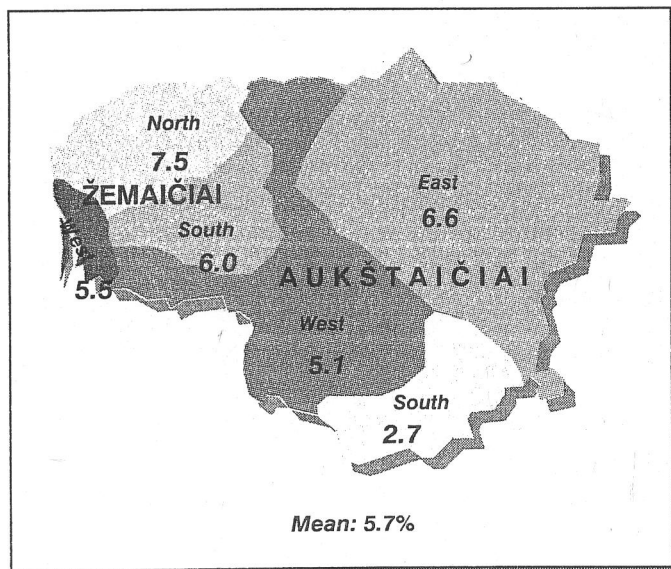 North
7.5
ŽEMAIČIAI
East
6.6
West
5.5
South
6.0
AUKŠTAIČIAI
West
5.1
South
2.7
Mean: 5.7%